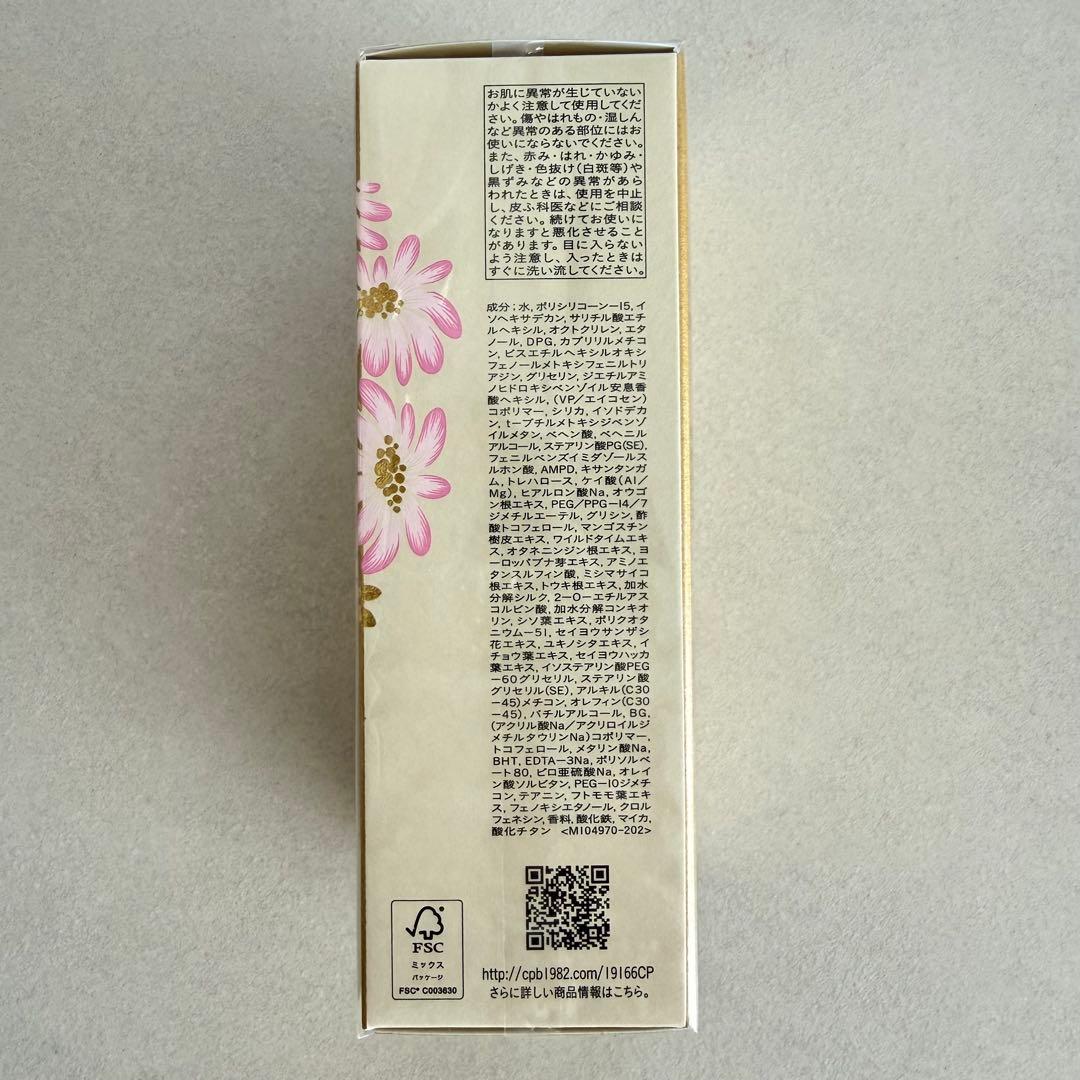 お肌に異常が生じていない
かよく注意して使用してくだ
さい。傷やはれもの・湿しん
など異常のある部位にはお
使いにならないでください。
また、赤み・はれ・かゆみ・
しげき・色抜け(白斑等)や
黒ずみなどの異常があら
われたときは、使用を中止
し、皮ふ科医などにご相談
ください。続けてお使いに
なりますと悪化させること
があります。目に入らない
よう注意し、入ったときは
すぐに洗い流してください。
成分;水,ポリシリコーン-15,イ
ソヘキサデカン,サリチル酸エチ
ルヘキシル,オクトクリレン,エタ
ノール,DPG,カプリリルメチコ
ン,ビスエチルヘキシルオキシ
フェノールメトキシフェニルトリ
アジン,グリセリン,ジエチルアミ
ノヒドロキシベンゾイル安息香
酸ヘキシル,(VP/エイコセン)
コポリマー,シリカ,イソドデカ
ン,t-ブチルメトキシジベンゾ
イルメタン,ベヘン酸,ベヘニル
アルコール,ステアリン酸PG(SE),
フェニルベンズイミダゾールス
ルホン酸,AMPD,キサンタンガ
ム,トレハロース,ケイ酸(Al/
Mg),ヒアルロン酸Na,オウゴ
ン根エキス,PEG/PPG-14/7
ジメチルエーテル,グリシン,酢
酸トコフェロール,マンゴスチン
樹皮エキス,ワイルドタイムエキ
ス,オタネニンジン根エキス,ヨ
ーロッパブナ芽エキス,アミノエ
タンスルフィン酸,ミシマサイコ
根エキス,トウキ根エキス,加水
分解シルク,2-O-エチルアス
コルビン酸,加水分解コンキオ
リン,シソ葉エキス,ポリクオタ
ニウム-51,セイヨウサンザシ
花エキス,ユキノシタエキス,イ
チョウ葉エキス,セイヨウハッカ
葉エキス,イソステアリン酸PEG
-60グリセリル,ステアリン酸
グリセリル(SE),アルキル(C30
-45)メチコン,オレフィン(C30
-45),バチルアルコール,BG,
(アクリル酸Na/アクリロイルジ
メチルタウリンNa)コポリマー,
トコフェロール,メタリン酸Na,
BHT,EDTA-3Na,ポリソルベ
ート80,ピロ亜硫酸Na,オレイ
ン酸ソルビタン,PEG-10ジメチ
コン,テアニン,フトモモ葉エキ
ス,フェノキシエタノール,クロル
フェネシン,香料,酸化鉄,マイカ,
酸化チタン <M104970-202>
FSC
ミックス
パッケージ
FSC® C003630
http://cpb1982.com/19166CP
さらに詳しい商品情報はこちら。